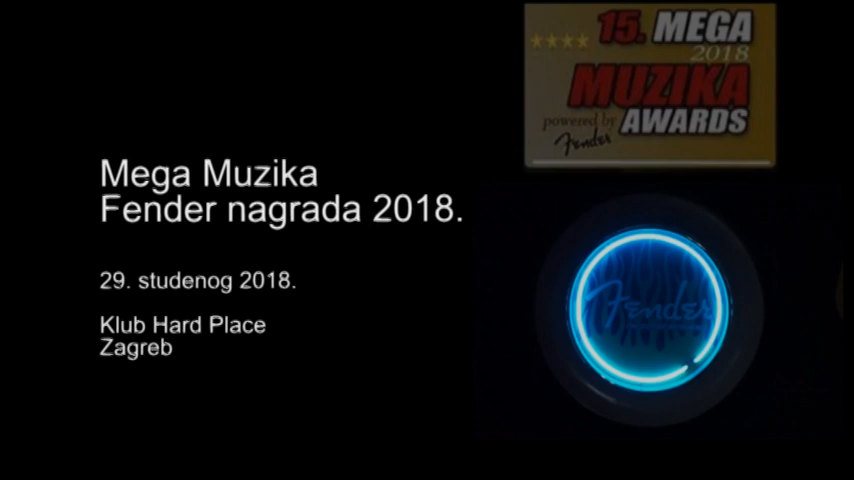 Mega Muzika
Fender nagrada 2018.
29. studenog 2018.
Klub Hard Place
Zagreb
15. MEGA
2018
MUZIKA
powered by
AWARDS
Fender
Fender